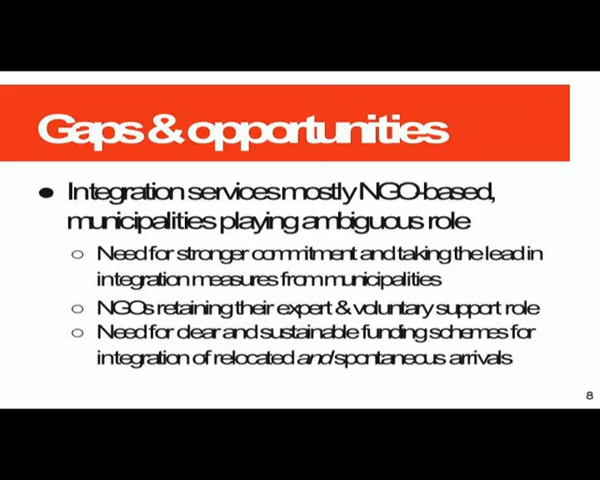 Gaps & opportunities
● Integration services mostly NGO-based,
municipalities playing ambiguous role
○ Need for stronger commitment and taking the lead in
integration measures from municipalities
○ NGOs retaining their expert & voluntary support role
○ Need for clear and sustainable funding schemes for
integration of relocated and spontaneous arrivals
8